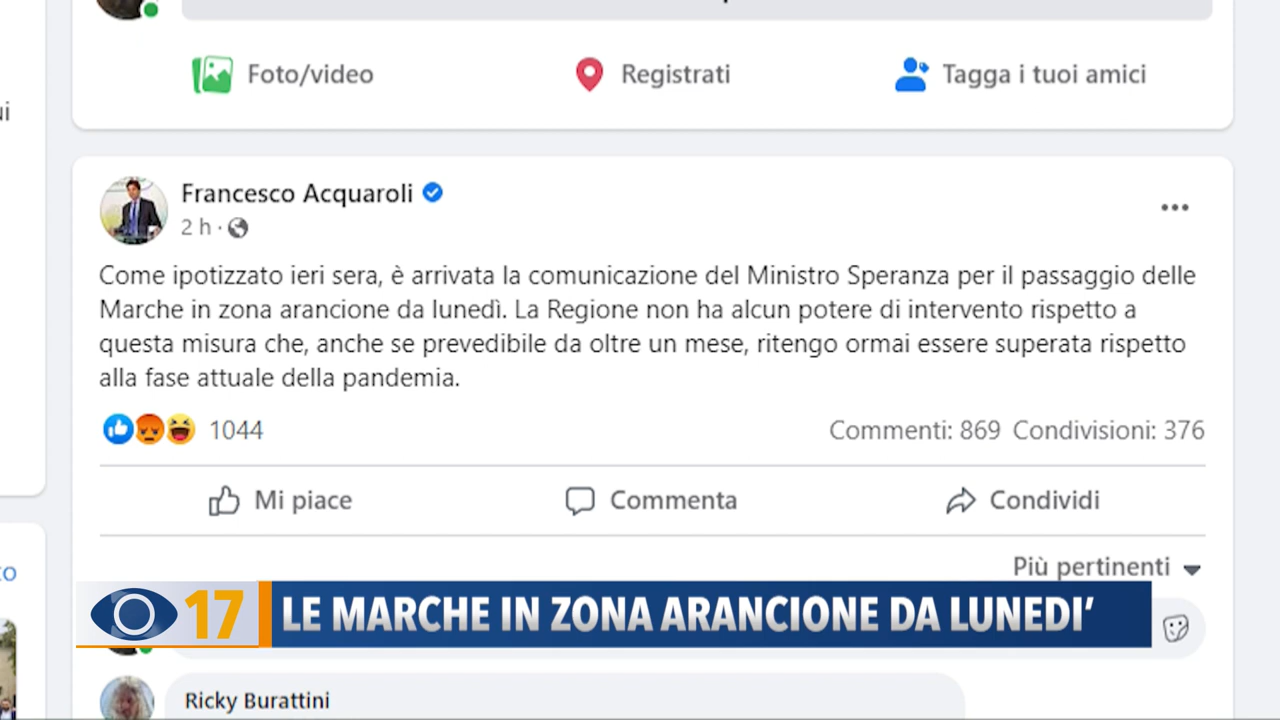 Foto/video
Registrati
Tagga i tuoi amici
ui
Francesco Acquaroli
2 h ·
Come ipotizzato ieri sera, è arrivata la comunicazione del Ministro Speranza per il passaggio delle
Marche in zona arancione da lunedì. La Regione non ha alcun potere di intervento rispetto a
questa misura che, anche se prevedibile da oltre un mese, ritengo ormai essere superata rispetto
alla fase attuale della pandemia.
1044
Commenti: 869 Condivisioni: 376
Mi piace
Commenta
Condividi
Più pertinenti
17
LE MARCHE IN ZONA ARANCIONE DA LUNEDI’
Ricky Burattini